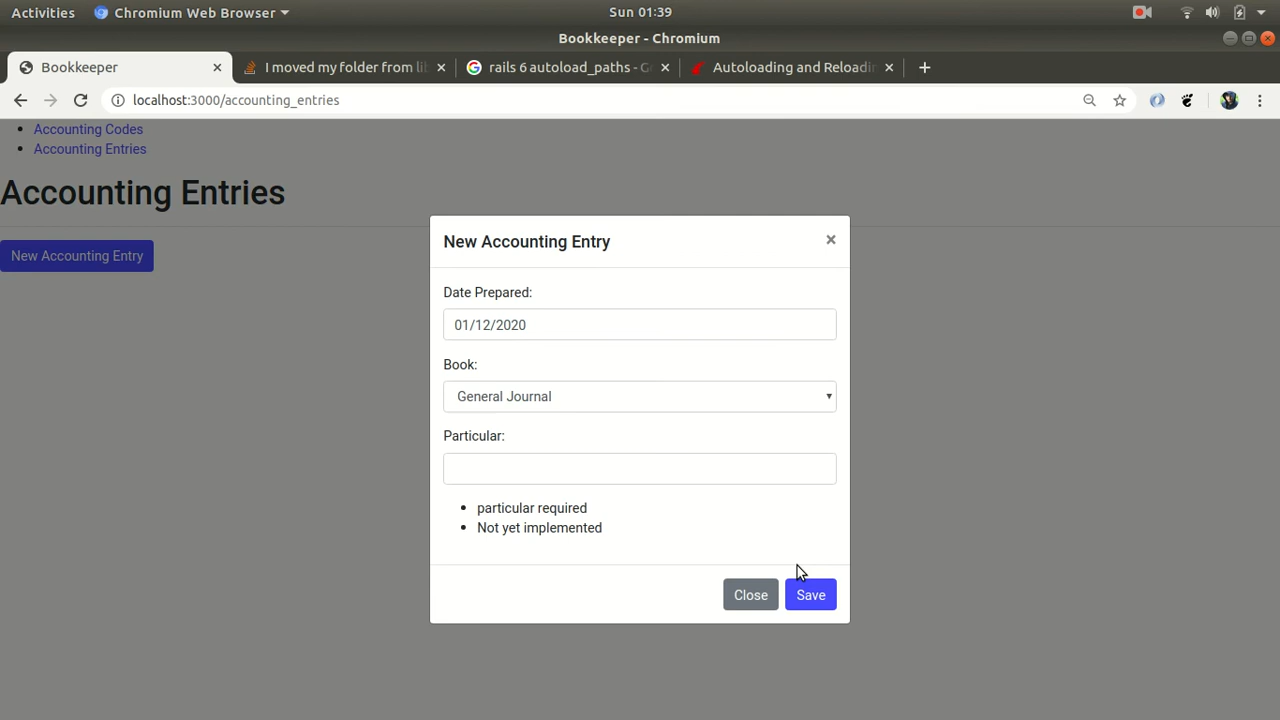 Activities Chromium Web Browser Sun 01:39
Bookkeeper - Chromium
Bookkeeper I moved my folder from lib rails 6 autoload_paths - G Autoloading and Reloadin
localhost:3000/accounting_entries
Accounting Codes
Accounting Entries
Accounting Entries
New Accounting Entry
New Accounting Entry ×
Date Prepared:
01/12/2020
Book:
General Journal
Particular:
particular required
Not yet implemented
Close Save